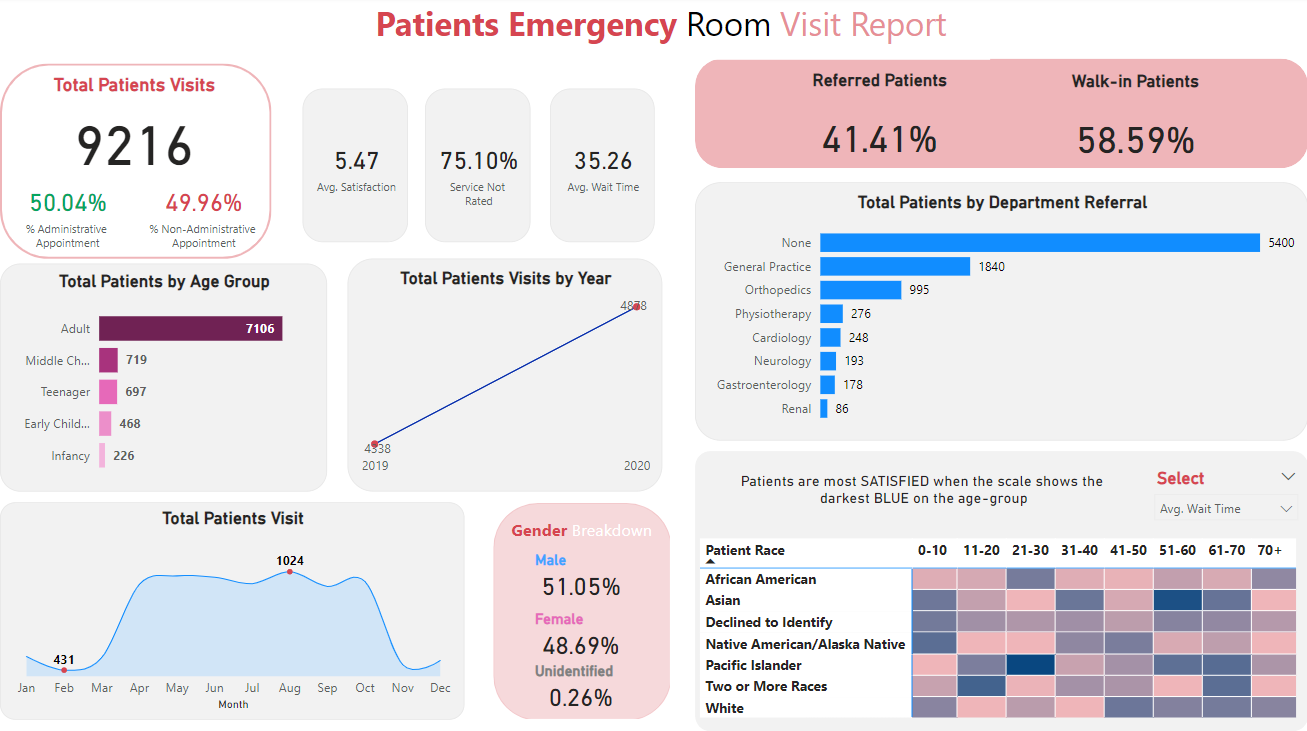 Patients Emergency Room Visit Report
Total Patients Visits
9216
50.04%
% Administrative
Appointment
49.96%
% Non-Administrative
Appointment
5.47
Avg. Satisfaction
75.10%
Service Not
Rated
35.26
Avg. Wait Time
Referred Patients
41.41%
Walk-in Patients
58.59%
Total Patients by Age Group
Adult 7106
Middle Ch... 719
Teenager 697
Early Child... 468
Infancy 226
Total Patients Visits by Year
4878
4338
2019 2020
Total Patients by Department Referral
None 5400
General Practice 1840
Orthopedics 995
Physiotherapy 276
Cardiology 248
Neurology 193
Gastroenterology 178
Renal 86
Total Patients Visit
1024
431
Jan Feb Mar Apr May Jun Jul Aug Sep Oct Nov Dec
Month
Gender Breakdown
Male
51.05%
Female
48.69%
Unidentified
0.26%
Patients are most SATISFIED when the scale shows the
darkest BLUE on the age-group
Select
Avg. Wait Time
Patient Race 0-10 11-20 21-30 31-40 41-50 51-60 61-70 70+
African American
Asian
Declined to Identify
Native American/Alaska Native
Pacific Islander
Two or More Races
White